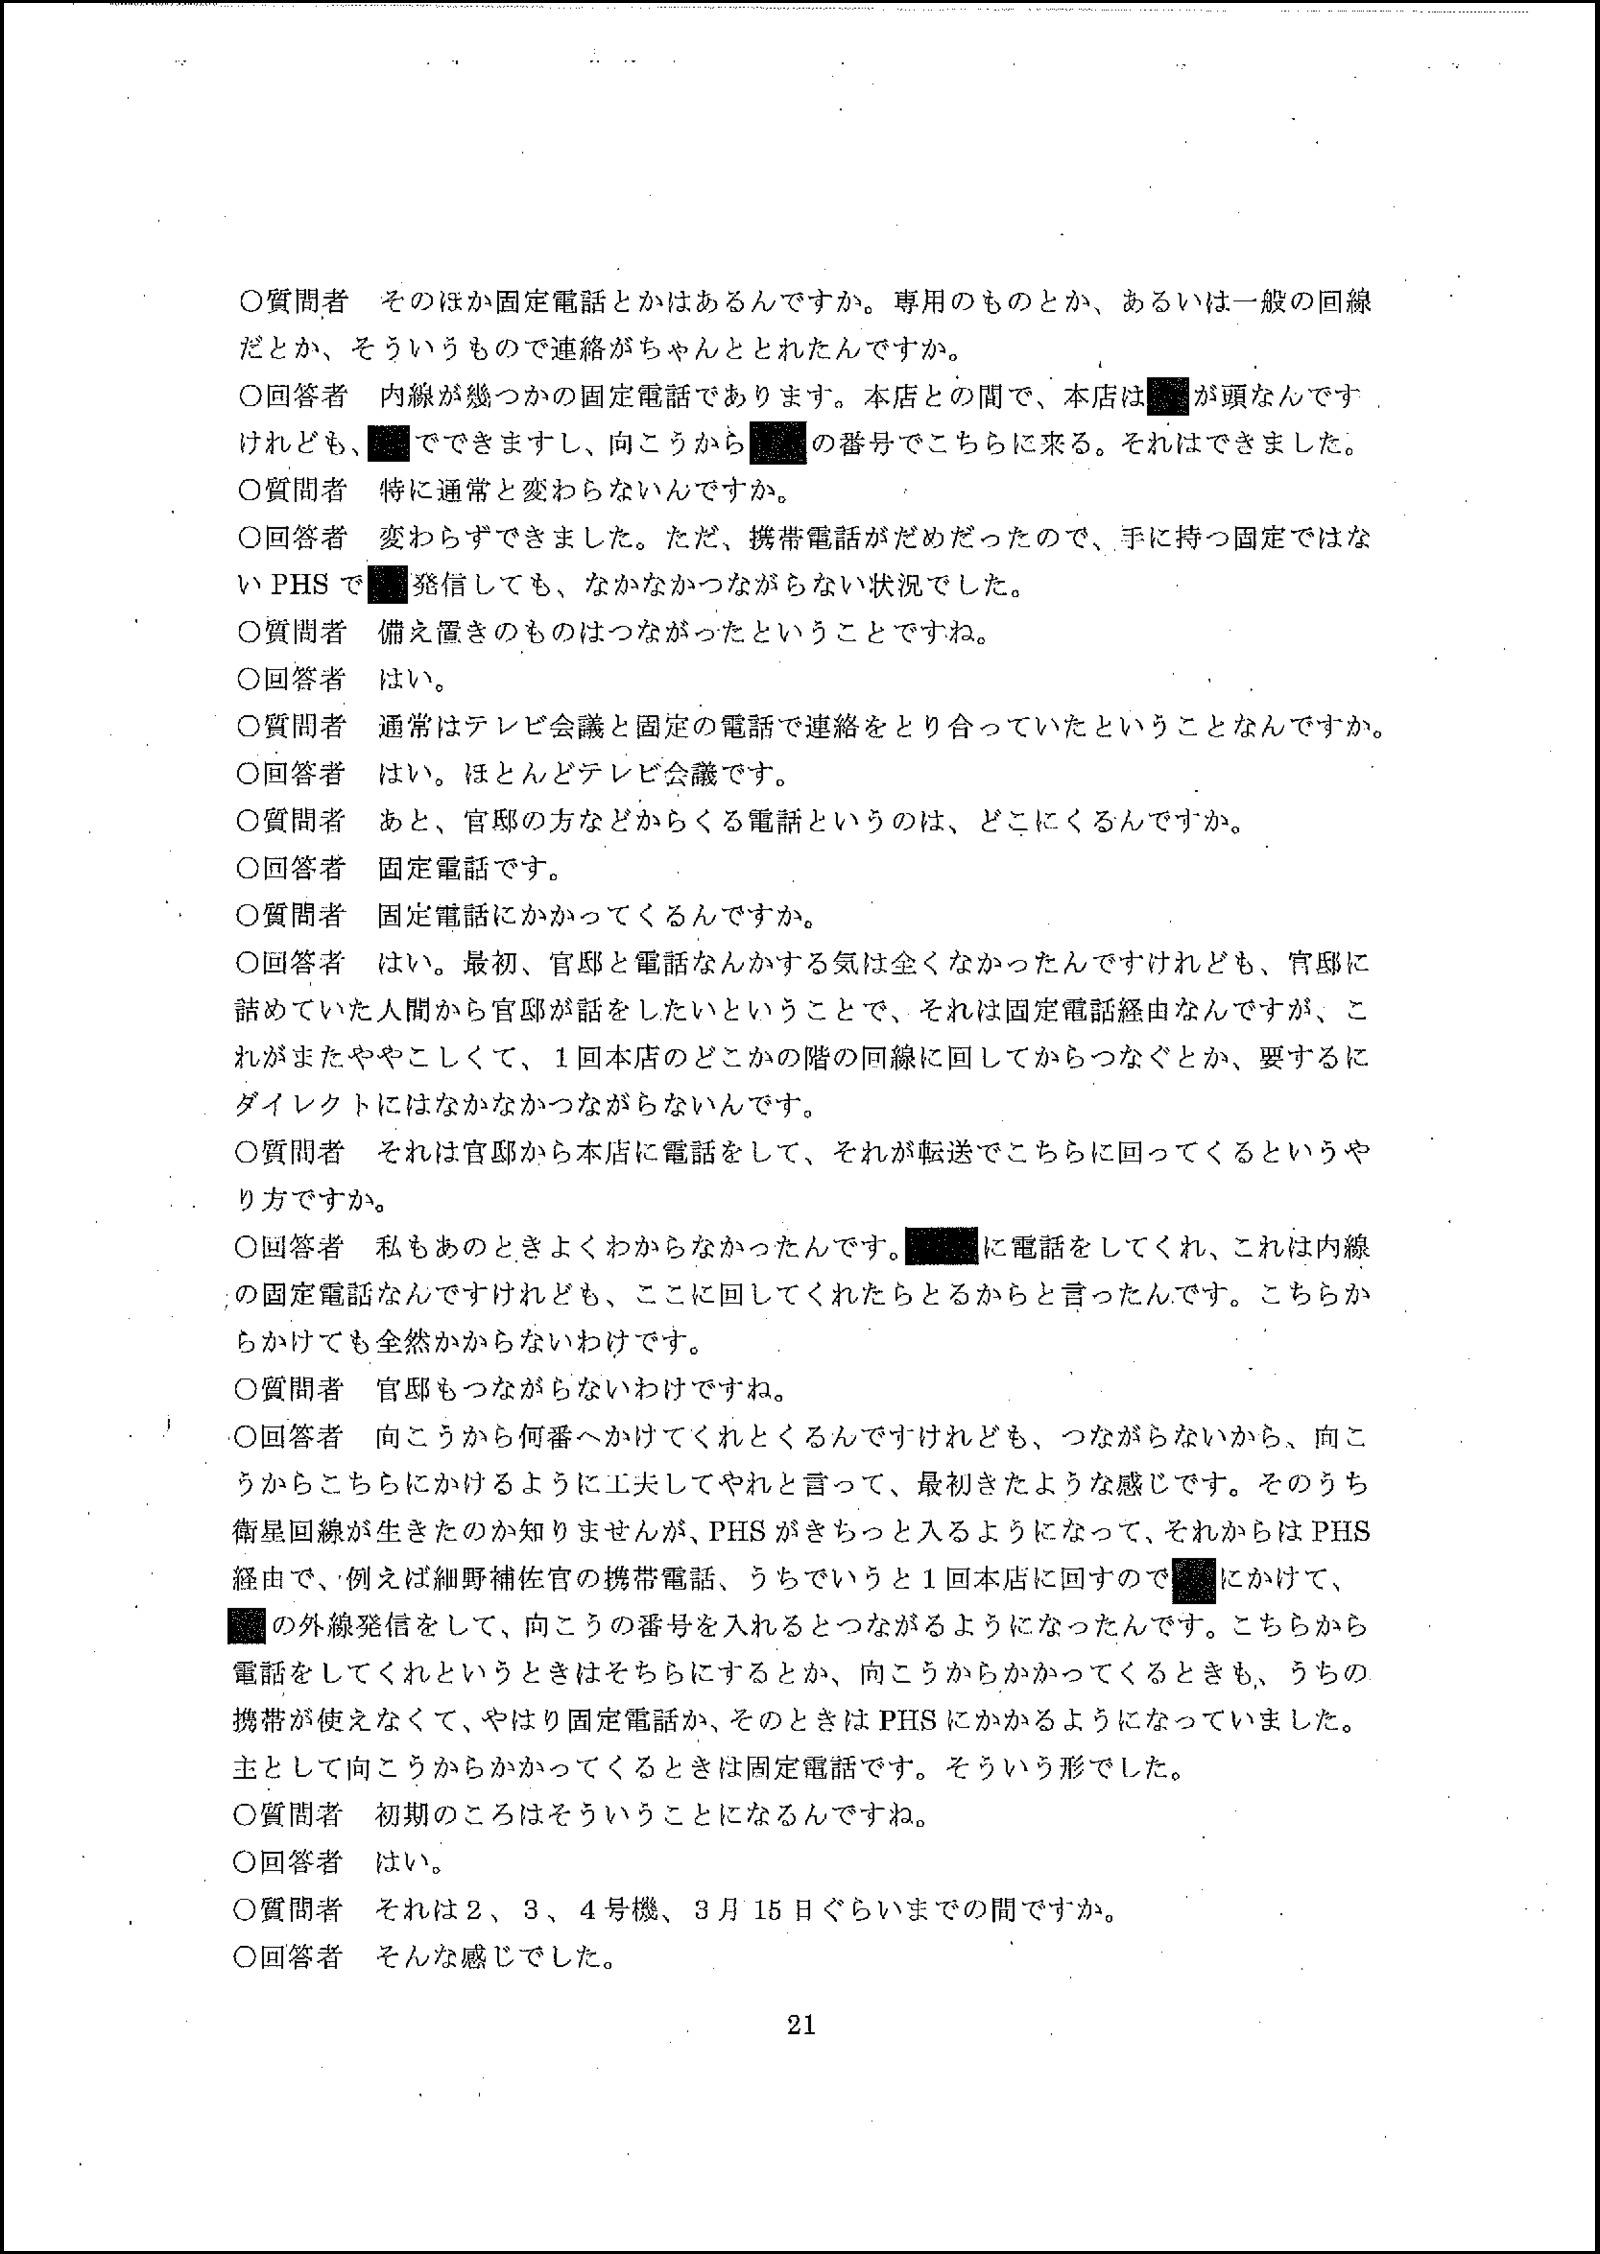 ○質問者　そのほか固定電話とかはあるんですか。専用のものとか、あるいは一般の回線
だとか、そういうもので連絡がちゃんととれたんですか。
○回答者　内線が幾つかの固定電話であります。本店との間で、本店は が頭なんです
けれども、 でできますし、向こうから の番号でこちらに来る。それはできました。
○質問者　特に通常と変わらないんですか。
○回答者　変わらずできました。ただ、携帯電話がだめだったので、手に持つ固定ではな
い PHS で 発信しても、なかなかつながらない状況でした。
○質問者　備え置きのものはつながったということですね。
○回答者　はい。
○質問者　通常はテレビ会議と固定の電話で連絡をとり合っていたということなんですか。
○回答者　はい。ほとんどテレビ会議です。
○質問者　あと、官邸の方などからくる電話というのは、どこにくるんですか。
○回答者　固定電話です。
○質問者　固定電話にかかってくるんですか。
○回答者　はい。最初、官邸と電話なんかする気は全くなかったんですけれども、官邸に
詰めていた人間から官邸が話をしたいということで、それは固定電話経由なんですが、こ
れがまたややこしくて、１回本店のどこかの階の回線に回してからつなぐとか、要するに
ダイレクトにはなかなかつながらないんです。
○質問者　それは官邸から本店に電話をして、それが転送でこちらに回ってくるというや
り方ですか。
○回答者　私もあのときよくわからなかったんです。 に電話をしてくれ、これは内線
の固定電話なんですけれども、ここに回してくれたらとるからと言ったんです。こちらか
らかけても全然かからないわけです。
○質問者　官邸もつながらないわけですね。
○回答者　向こうから何番へかけてくれとくるんですけれども、つながらないから、向こ
うからこちらにかけるように工夫してやれと言って、最初きたような感じです。そのうち
衛星回線が生きたのか知りませんが、PHS がきちっと入るようになって、それからは PHS
経由で、例えば細野補佐官の携帯電話、うちでいうと１回本店に回すので にかけて、
の外線発信をして、向こうの番号を入れるとつながるようになったんです。こちらから
電話をしてくれというときはそちらにするとか、向こうからかかってくるときも、うちの
携帯が使えなくて、やはり固定電話か、そのときは PHS にかかるようになっていました。
主として向こうからかかってくるときは固定電話です。そういう形でした。
○質問者　初期のころはそういうことになるんですね。
○回答者　はい。
○質問者　それは２、３、４号機、３月 15 日ぐらいまでの間ですか。
○回答者　そんな感じでした。
21